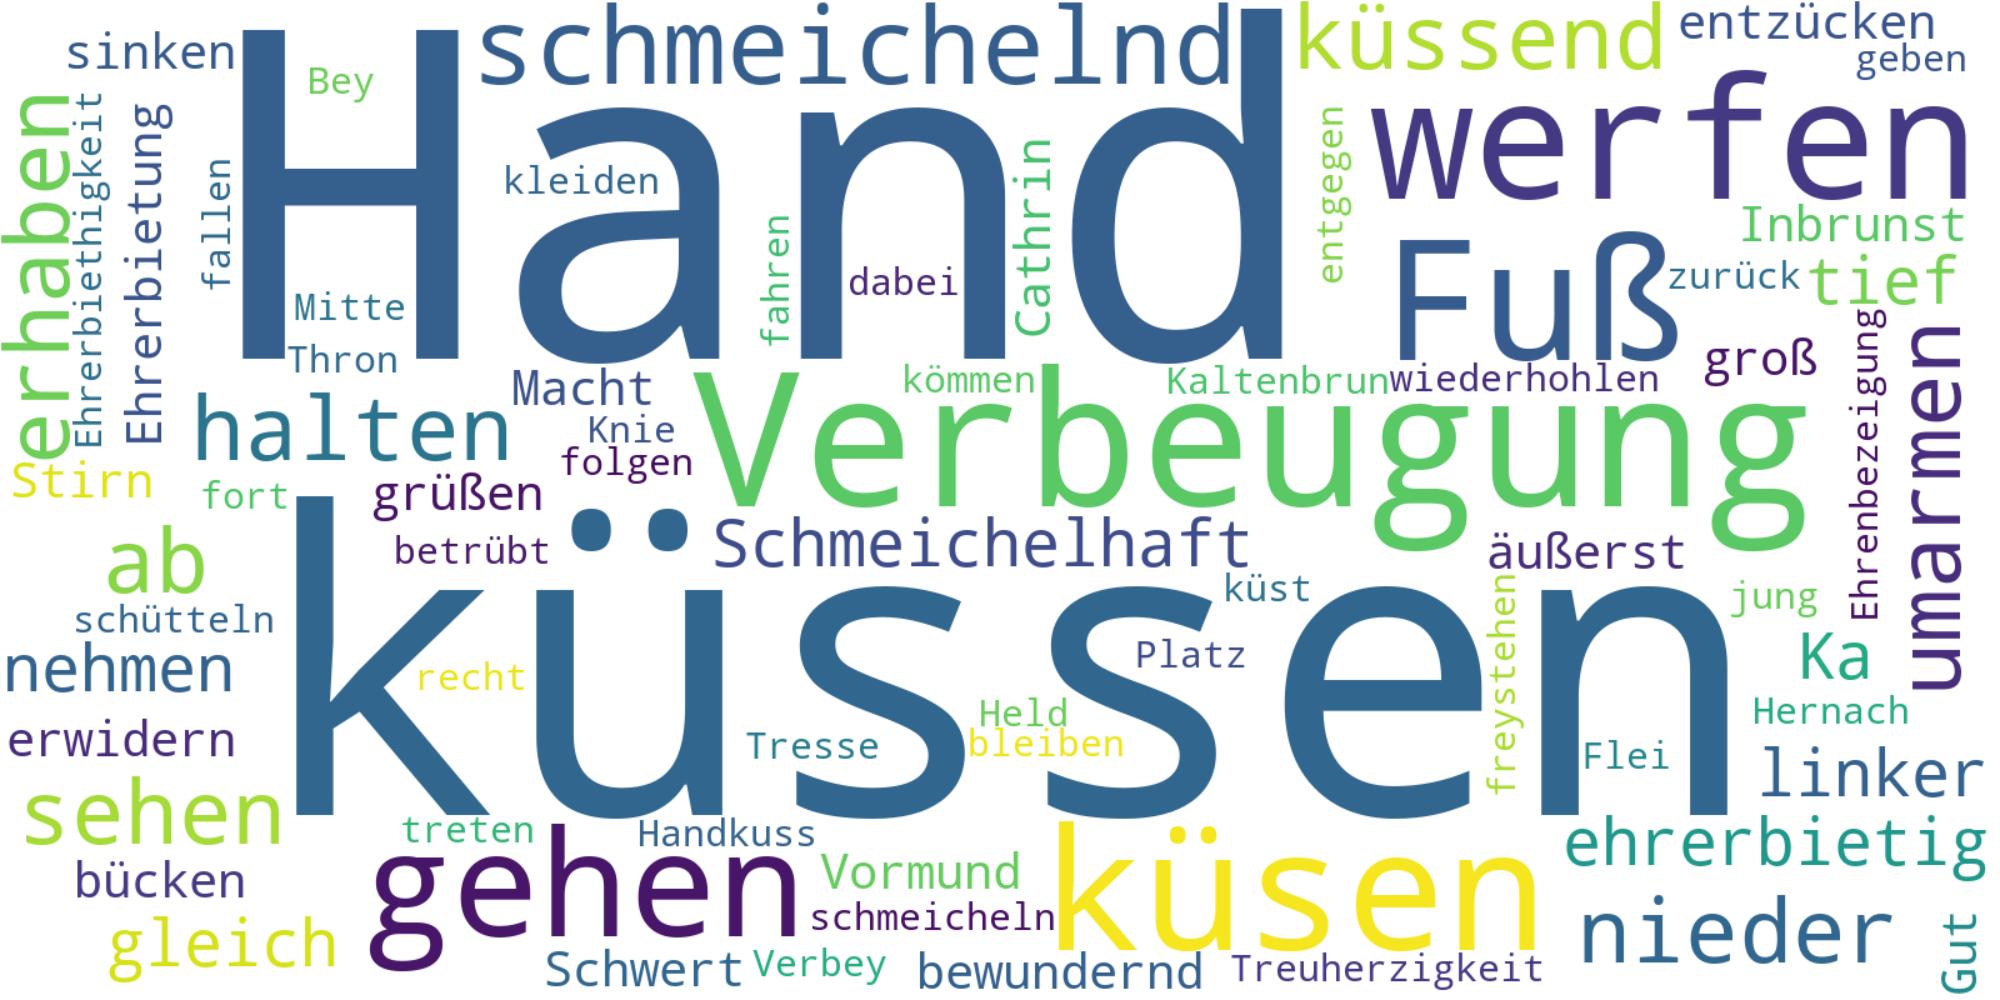 Hand
küssen
Verbeugung
schmeichelnd
küssend
entzücken
geben
sinken
Bey
werfen
erhaben
Ehrerbiethigkeit
Ehrerbietung
fallen
kleiden
fahren
dabei
Cathrin
entgegen
Inbrunst
Fuß
zurück
tief
Mitte
Thron
Macht
kömmen
Kaltenbrun
wiederhohlen
groß
Ehrenbezeigung
umarmen
halten
Knie
folgen
Stirn
fort
grüßen
betrübt
Schmeichelhaft
äußerst
ab
küst
freystehen
jung
schütteln
nehmen
recht
Platz
Ka
Held
Hernach
erwidern
Tresse
bleiben
Flei
linker
sehen
treten
Handkuss
ehrerbietig
gehen
küsen
bücken
Vormund
schmeicheln
nieder
gleich
Schwert
Verbey
bewundernd
Treuherzigkeit
Gut